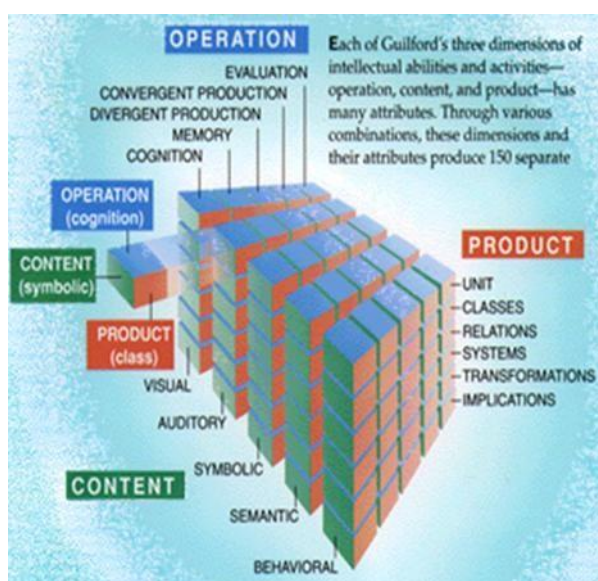 OPERATION
Each of Guilford's three dimensions of
intellectual abilities and activities—
operation, content, and product—has
many attributes. Through various
combinations, these dimensions and
their attributes produce 150 separate
EVALUATION
CONVERGENT PRODUCTION
DIVERGENT PRODUCTION
MEMORY
COGNITION
OPERATION
(cognition)
CONTENT
(symbolic)
PRODUCT
(class)
PRODUCT
UNIT
CLASSES
RELATIONS
SYSTEMS
TRANSFORMATIONS
IMPLICATIONS
VISUAL
AUDITORY
SYMBOLIC
SEMANTIC
BEHAVIORAL
CONTENT